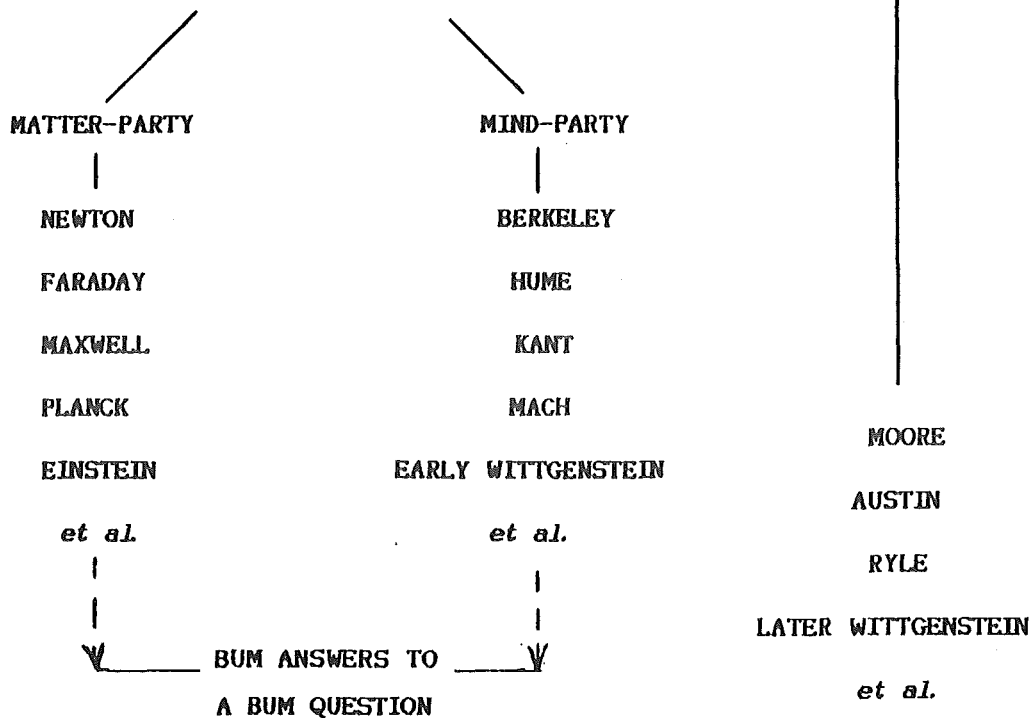 MATTER-PARTY
NEWTON
FARADAY
MAXWELL
PLANCK
EINSTEIN
et al.
MIND-PARTY
BERKELEY
HUME
KANT
MACH
EARLY WITTGENSTEIN
et al.
BUM ANSWERS TO
A BUM QUESTION
MOORE
AUSTIN
RYLE
LATER WITTGENSTEIN
et al.